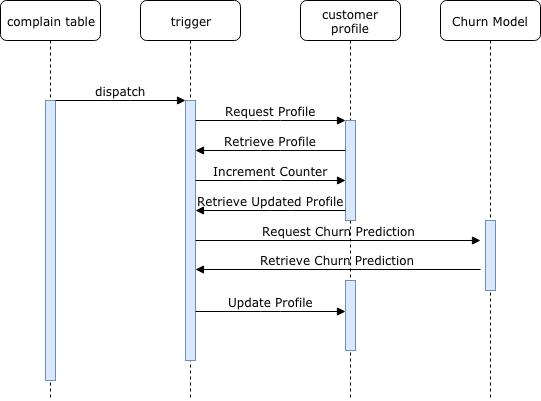 complain table
trigger
customer
profile
Churn Model
dispatch
Request Profile
Retrieve Profile
Increment Counter
Retrieve Updated Profile
Request Churn Prediction
Retrieve Churn Prediction
Update Profile